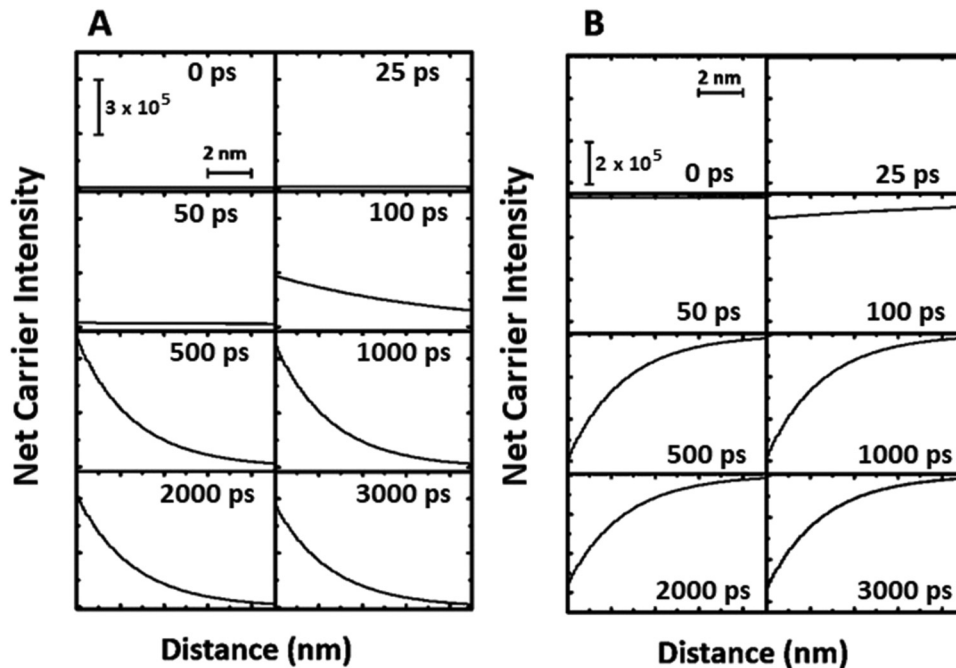 A
Net Carrier Intensity
0 ps
25 ps
3 x 10^5
2 nm
50 ps
100 ps
500 ps
1000 ps
2000 ps
3000 ps
Distance (nm)
B
Net Carrier Intensity
2 nm
2 x 10^5
0 ps
25 ps
50 ps
100 ps
500 ps
1000 ps
2000 ps
3000 ps
Distance (nm)